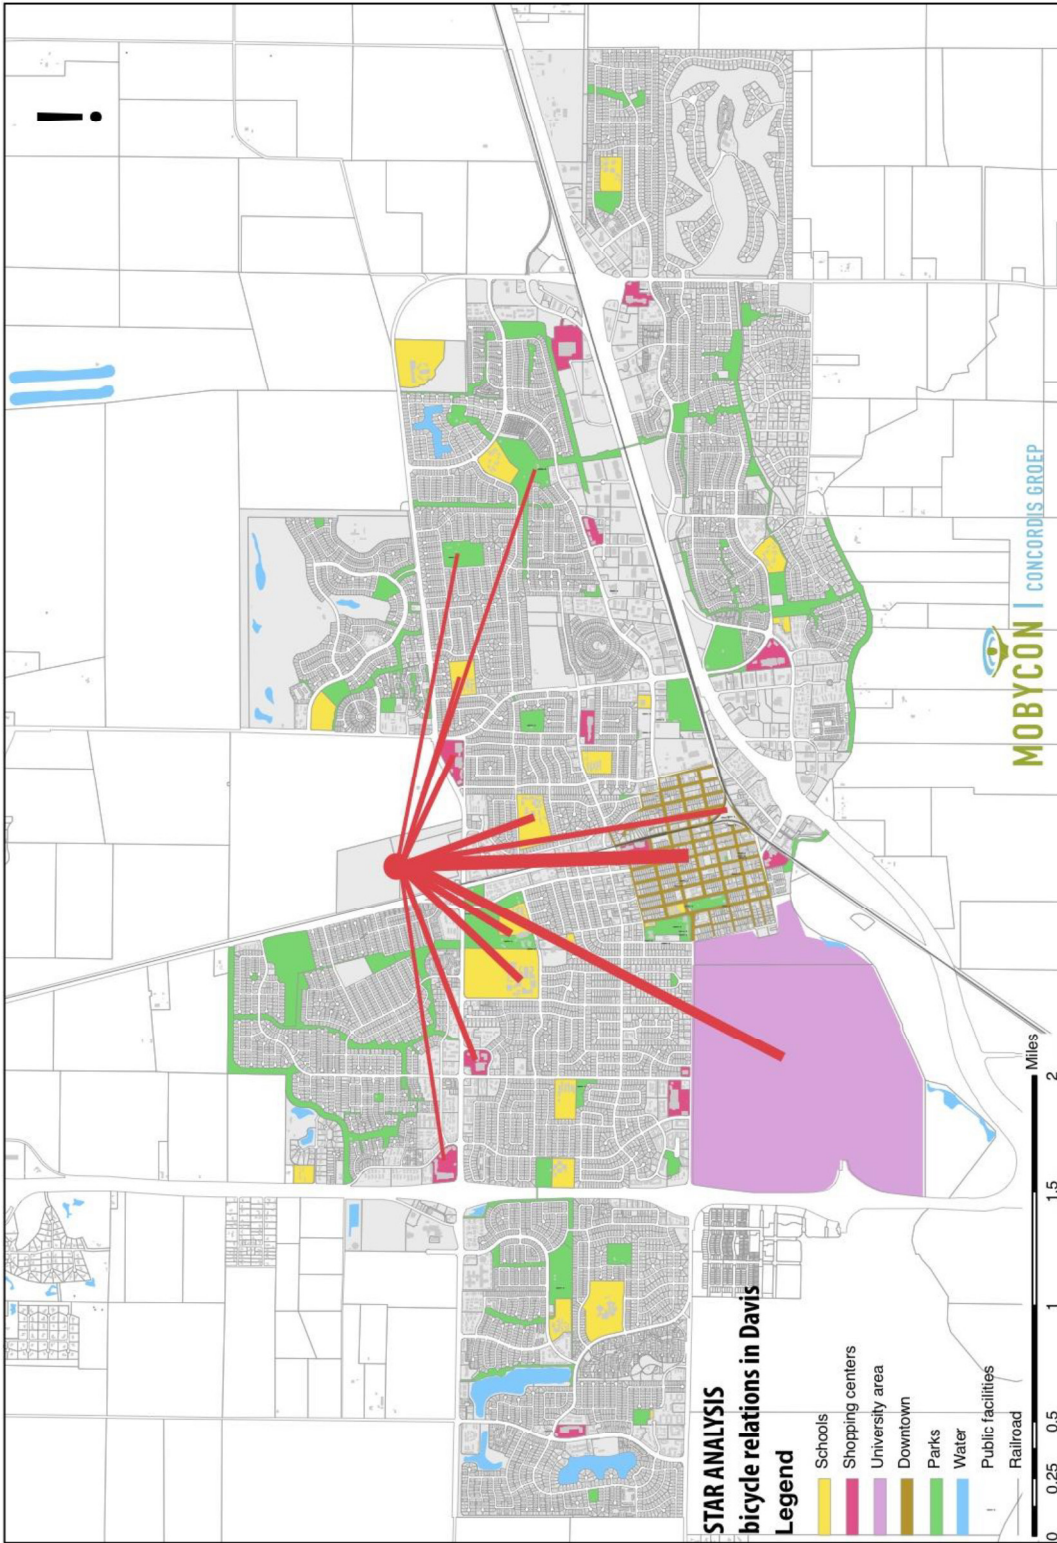 STAR ANALYSIS
bicycle relations in Davis
Legend
Schools
Shopping centers
University area
Downtown
Parks
Water
! Public facilities
Railroad
0 0.25 0.5 1 1.5 2
Miles
MOBYCON | CONCORDIS GROEP
!